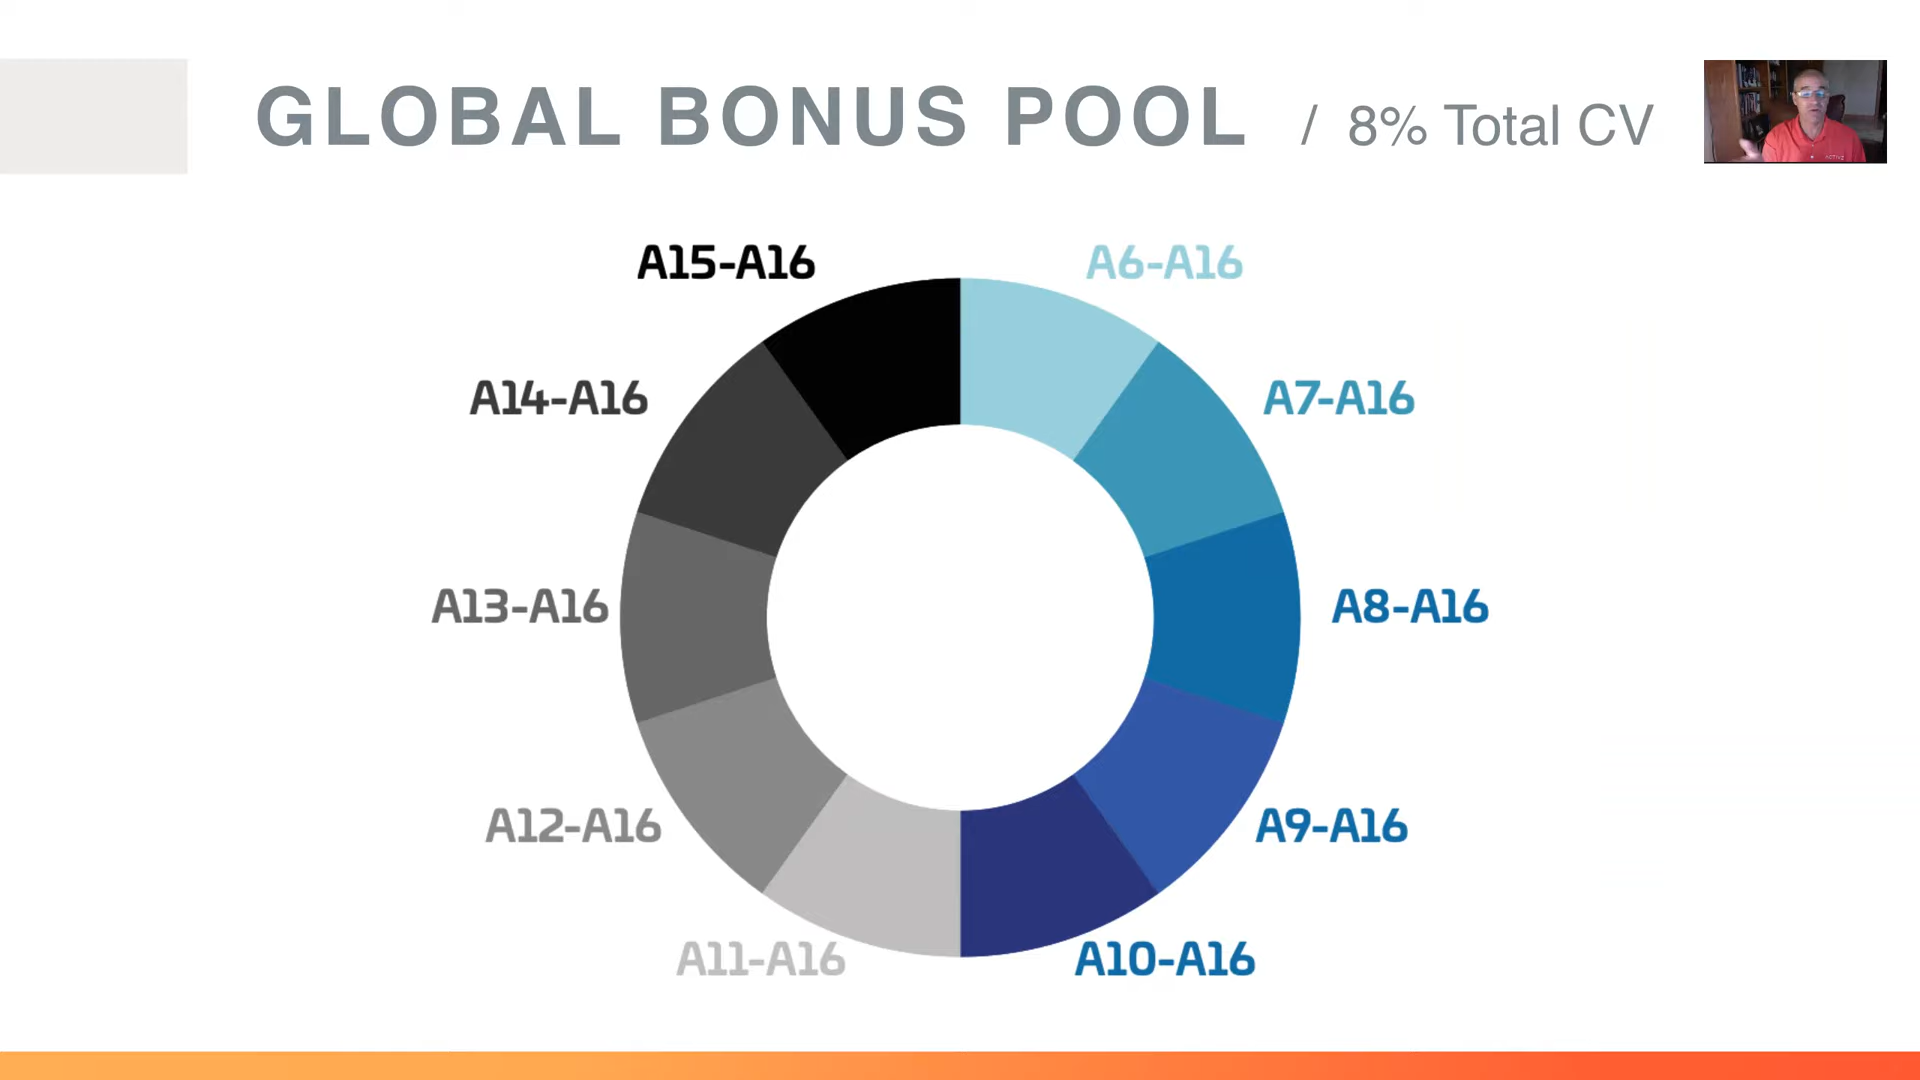 GLOBAL BONUS POOL / 8% Total CV
A15-A16
A6-A16
A14-A16
A7-A16
A13-A16
A8-A16
A12-A16
A9-A16
A11-A16
A10-A16